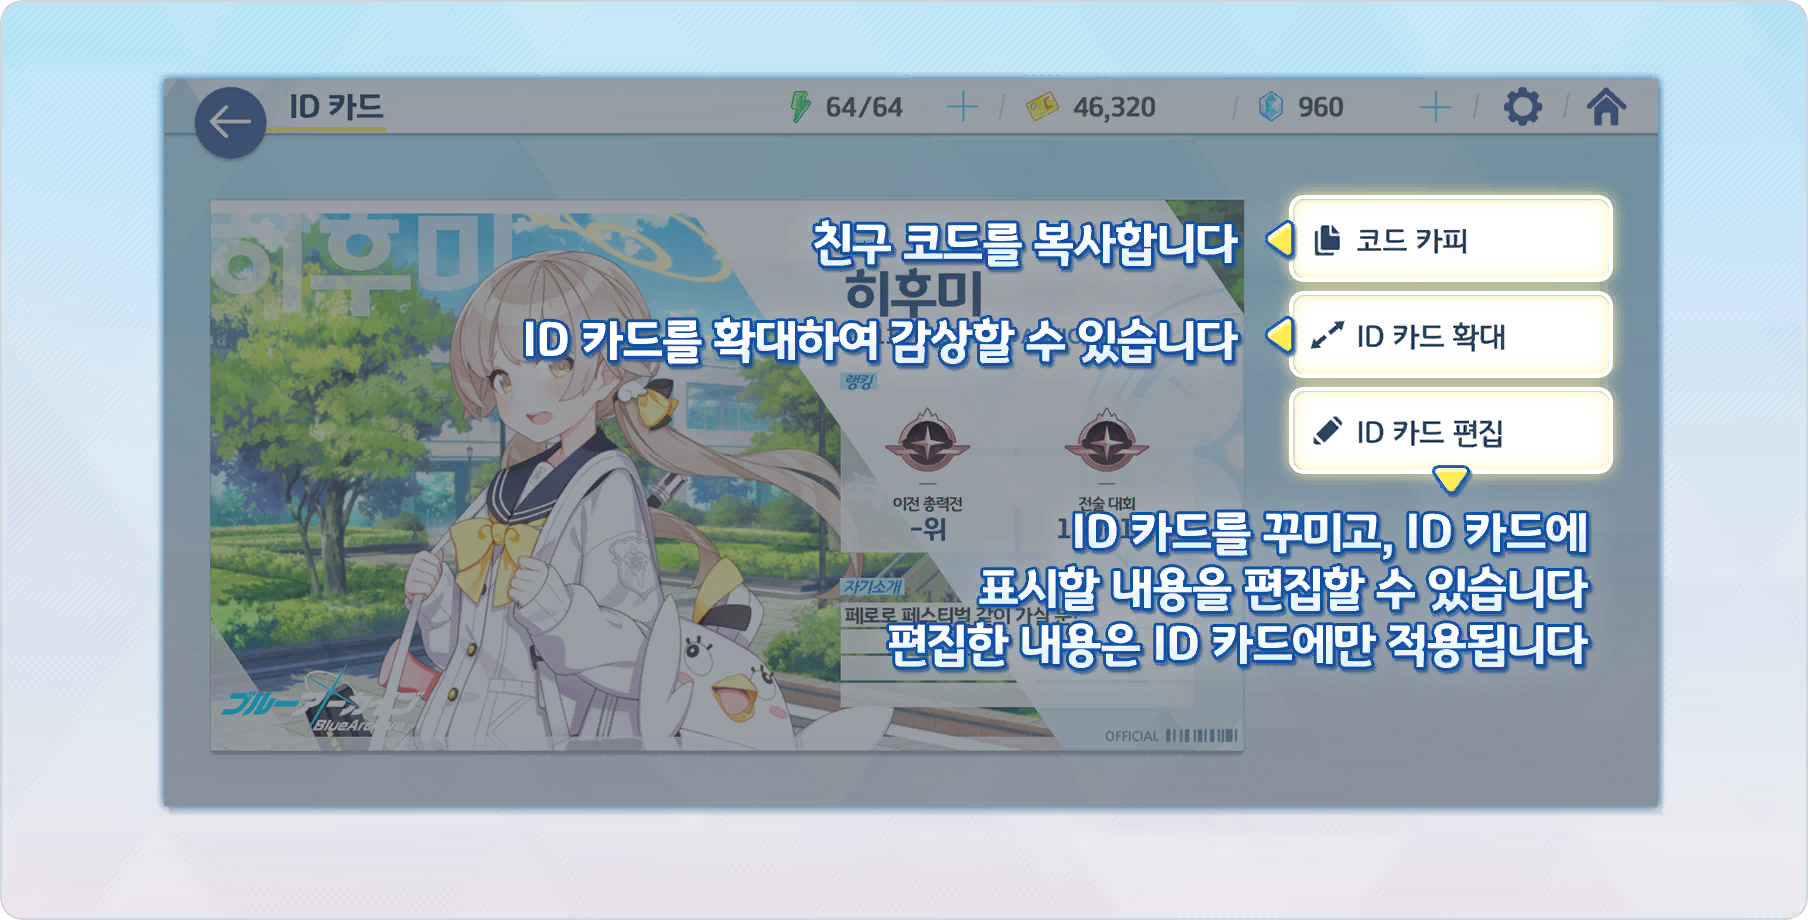 ID 카드
64/64
46,320
960
히후미
친구 코드를 복사합니다
코드 카피
히후미
ID 카드를 확대하여 감상할 수 있습니다
ID 카드 확대
랭킹
ID 카드 편집
이전 총력전
-위
전술 대회
ID 카드를 꾸미고, ID 카드에
표시할 내용을 편집할 수 있습니다
편집한 내용은 ID 카드에만 적용됩니다
자기소개
페로로 페스티벌 같이 가실 분!
ブルーアーカイブ
BlueArchive
OFFICIAL